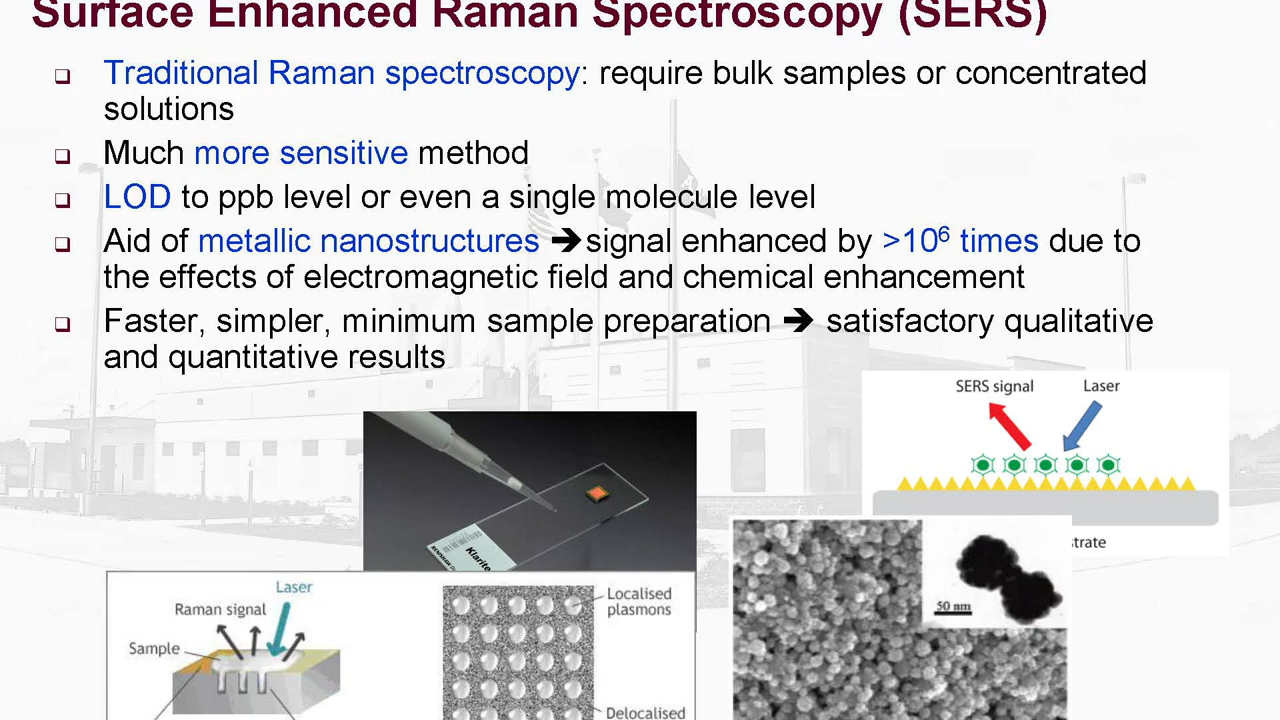 Surface Enhanced Raman Spectroscopy (SERS)
Traditional Raman spectroscopy: require bulk samples or concentrated
solutions
Much more sensitive method
LOD to ppb level or even a single molecule level
Aid of metallic nanostructures ➔signal enhanced by >10⁶ times due to
the effects of electromagnetic field and chemical enhancement
Faster, simpler, minimum sample preparation ➔ satisfactory qualitative
and quantitative results
SERS signal
Laser
strate
Klarite
50 nm
Laser
Raman signal
Sample
Localised
plasmons
Delocalised